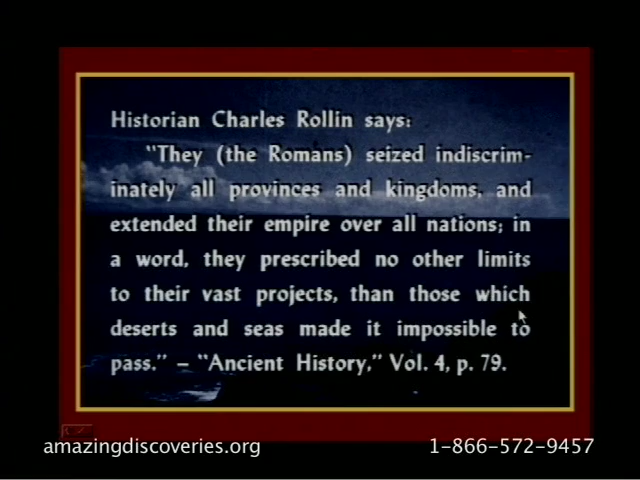 Historian Charles Rollin says:
"They (the Romans) seized indiscrim-
inately all provinces and kingdoms, and
extended their empire over all nations; in
a word, they prescribed no other limits
to their vast projects, than those which
deserts and seas made it impossible to
pass." – "Ancient History," Vol. 4, p. 79.
amazingdiscoveries.org 1-866-572-9457